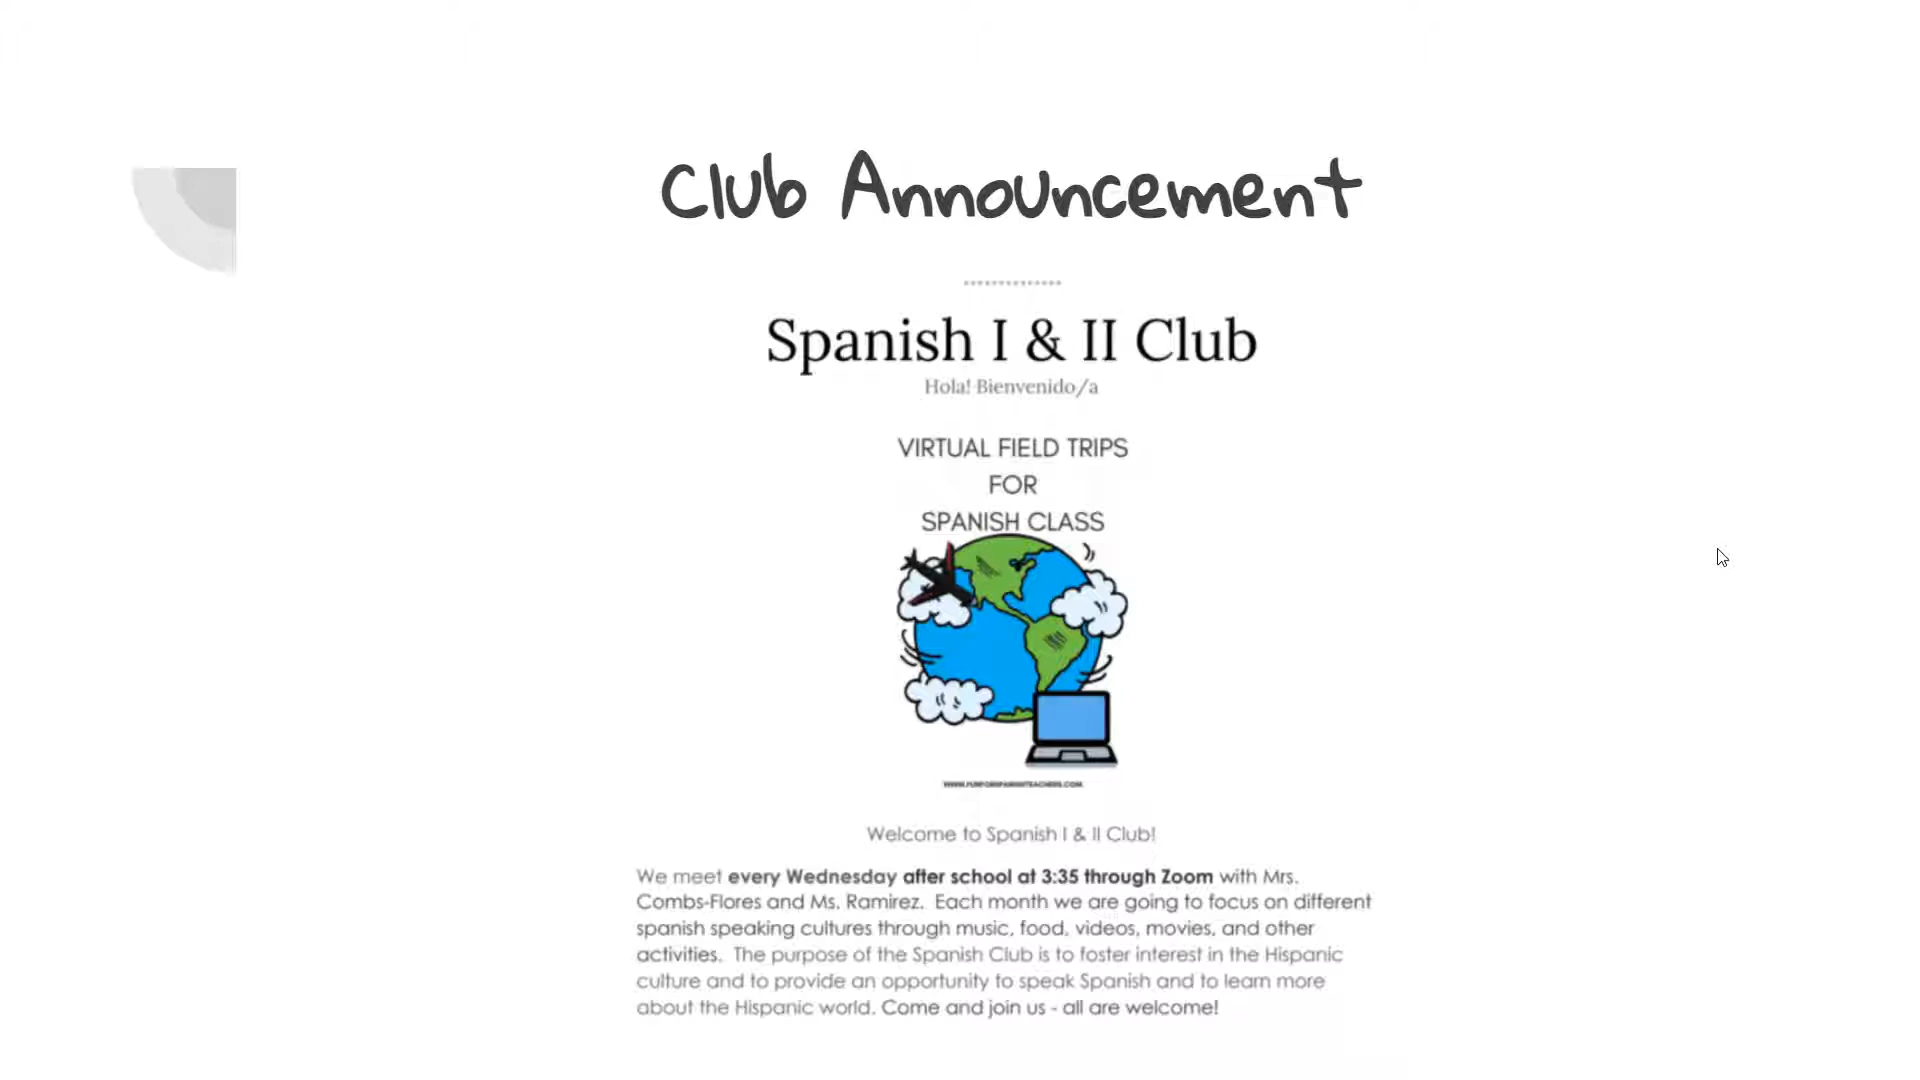 Club Announcement
Spanish I & II Club
Hola! Bienvenido/a
VIRTUAL FIELD TRIPS
FOR
SPANISH CLASS
WWW.FUNFORSPANISHTEACHERS.COM
Welcome to Spanish I & II Club!
We meet every Wednesday after school at 3:35 through Zoom with Mrs.
Combs-Flores and Ms. Ramirez.  Each month we are going to focus on different
spanish speaking cultures through music, food, videos, movies, and other
activities.  The purpose of the Spanish Club is to foster interest in the Hispanic
culture and to provide an opportunity to speak Spanish and to learn more
about the Hispanic world. Come and join us - all are welcome!